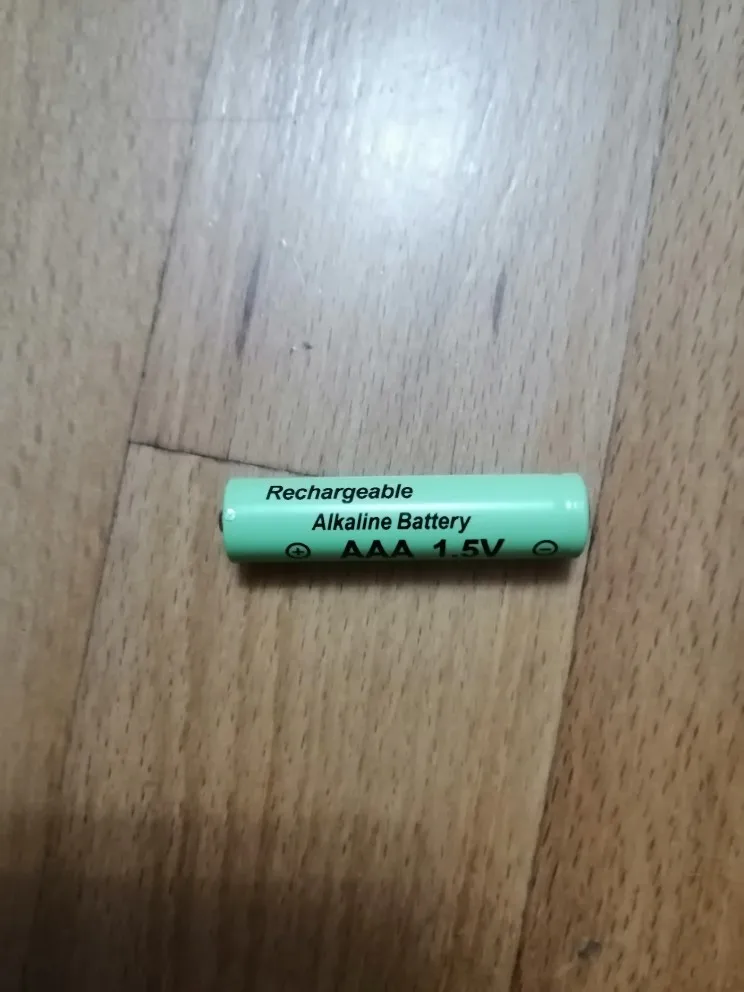 Rechargeable
Alkaline Battery
⊕ AAA 1.5V ⊖